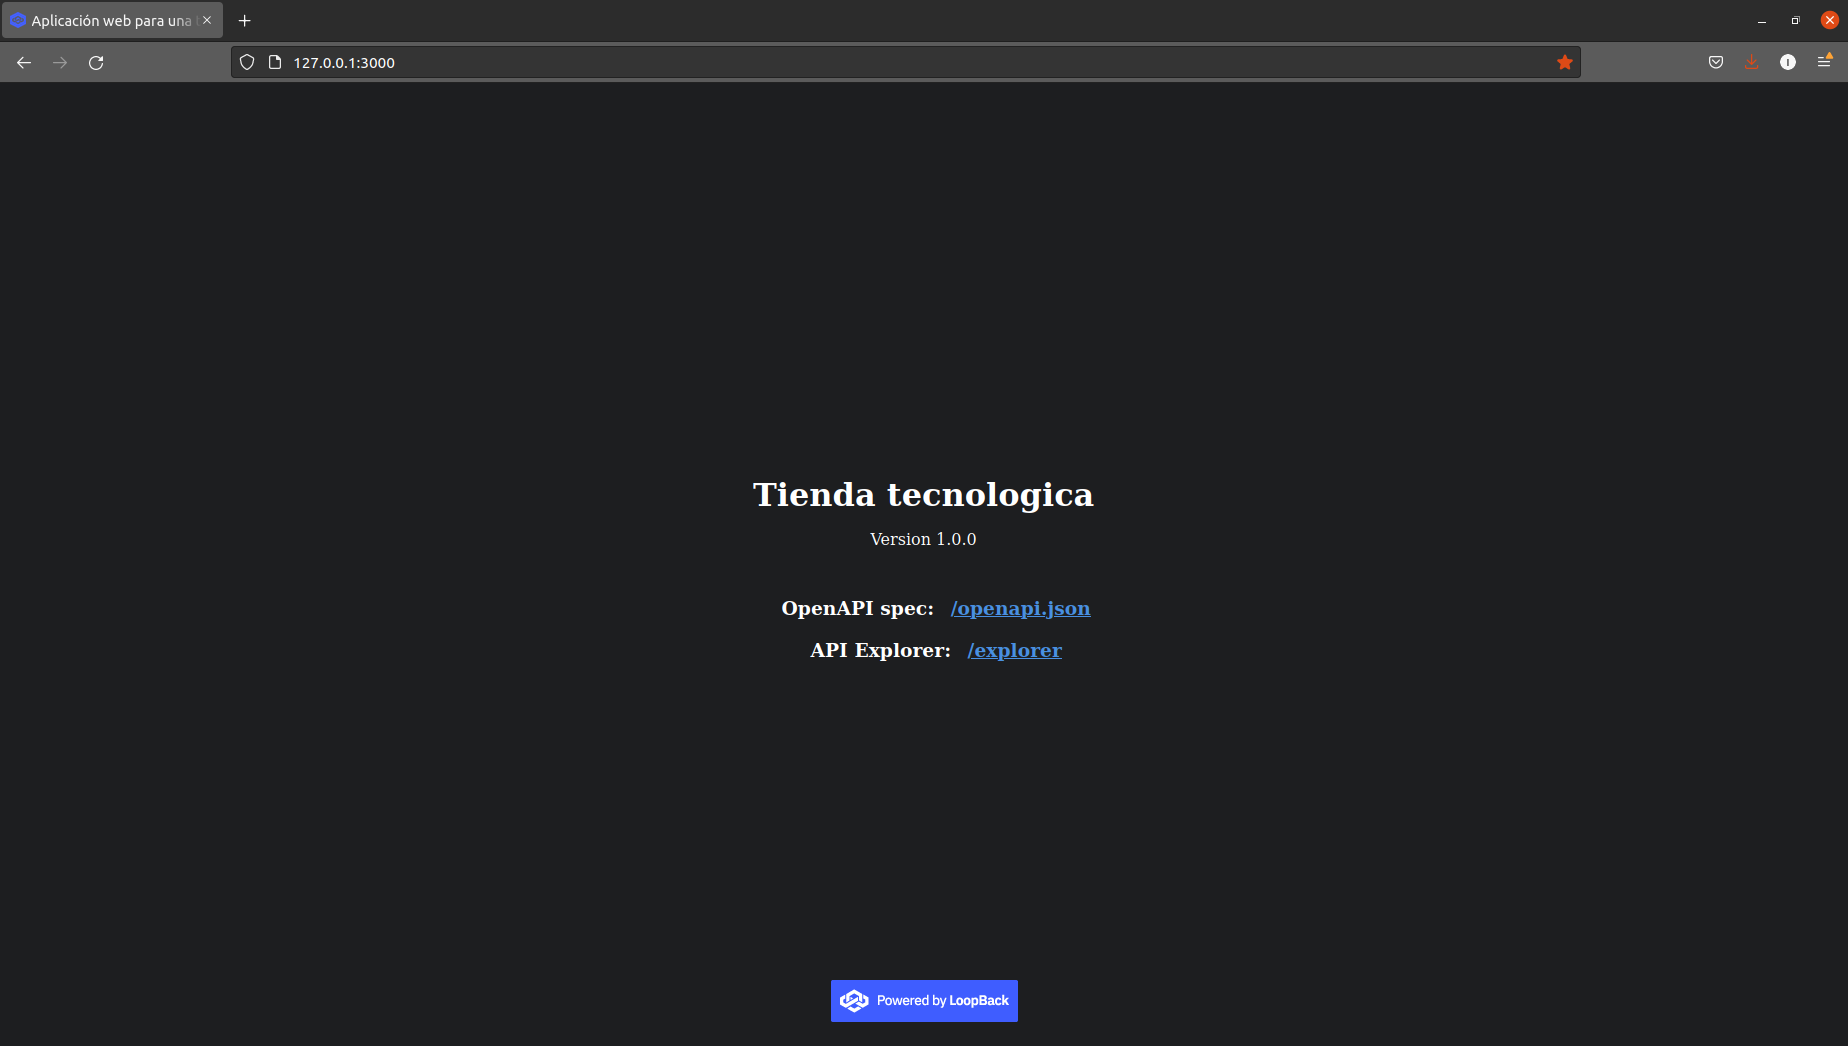 Aplicación web para una
127.0.0.1:3000
Tienda tecnologica
Version 1.0.0
OpenAPI spec: /openapi.json
API Explorer: /explorer
Powered by LoopBack